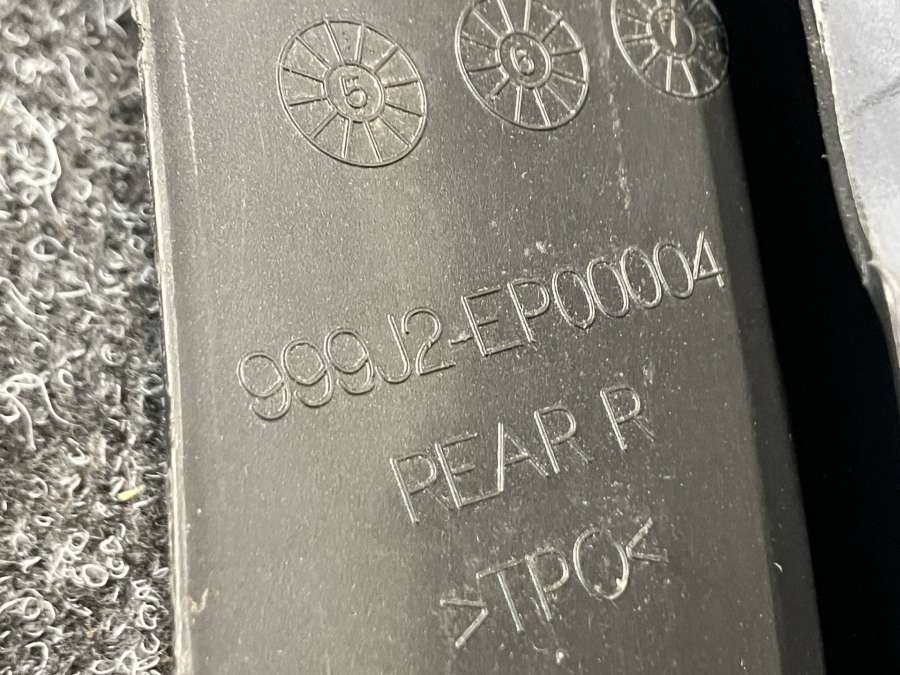 5 6 7
999J2-EP00004
REAR R
>TPO<